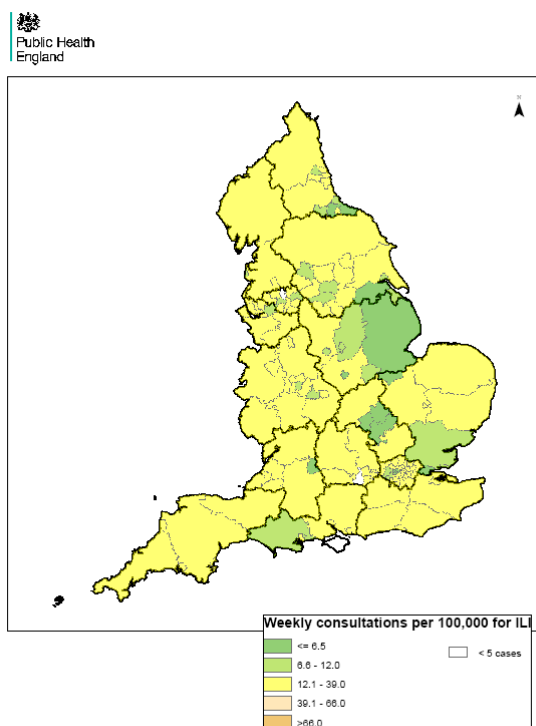 Public Health
England
N
Weekly consultations per 100,000 for ILI
<= 6.5
6.6 - 12.0
12.1 - 39.0
39.1 - 66.0
>66.0
< 5 cases